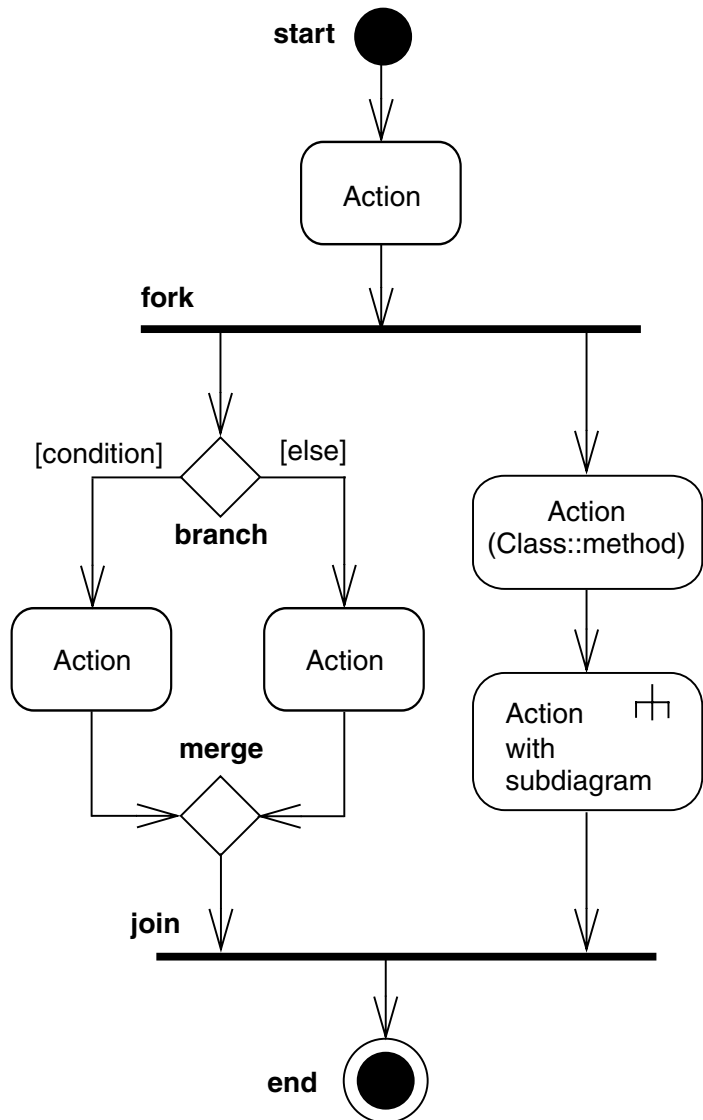 start
Action
fork
[condition]
[else]
branch
Action
(Class::method)
Action
Action
Action
with
subdiagram
merge
join
end